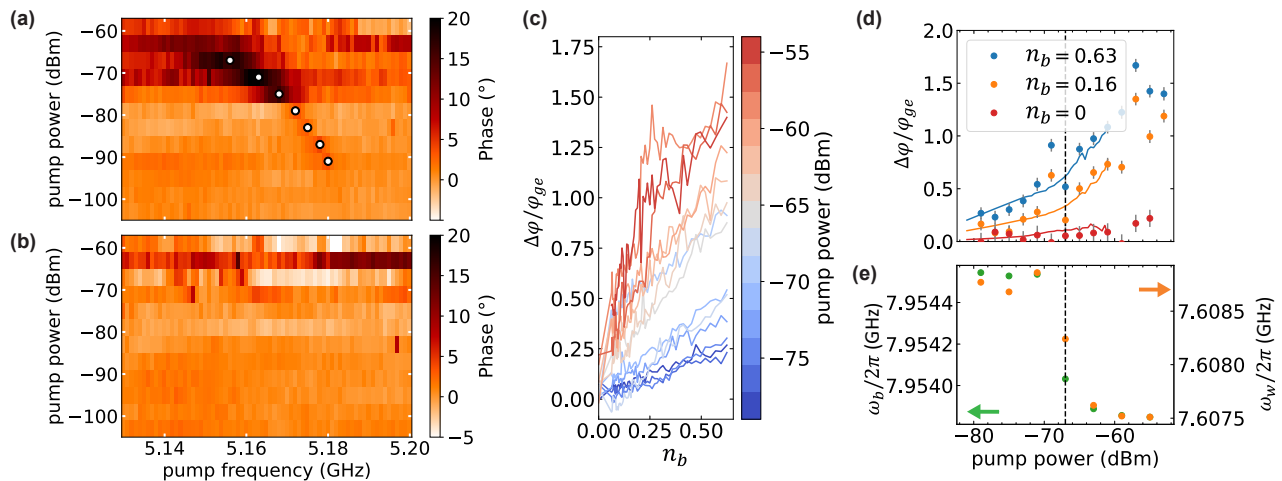 (a)
pump power (dBm)
−60
−70
−80
−90
−100
20
15
10
5
0
Phase (°)
(b)
pump power (dBm)
−60
−70
−80
−90
−100
5.14
5.16
5.18
5.20
pump frequency (GHz)
20
15
10
5
0
−5
Phase (°)
(c)
Δφ/φ_ge
1.75
1.50
1.25
1.00
0.75
0.50
0.25
0.00
0.00
0.25
0.50
n_b
−55
−60
−65
−70
−75
pump power (dBm)
(d)
Δφ/φ_ge
2.0
1.5
1.0
0.5
0.0
n_b = 0.63
n_b = 0.16
n_b = 0
(e)
ω_b/2π (GHz)
7.9544
7.9542
7.9540
7.6085
7.6080
7.6075
ω_w/2π (GHz)
−80
−70
−60
pump power (dBm)